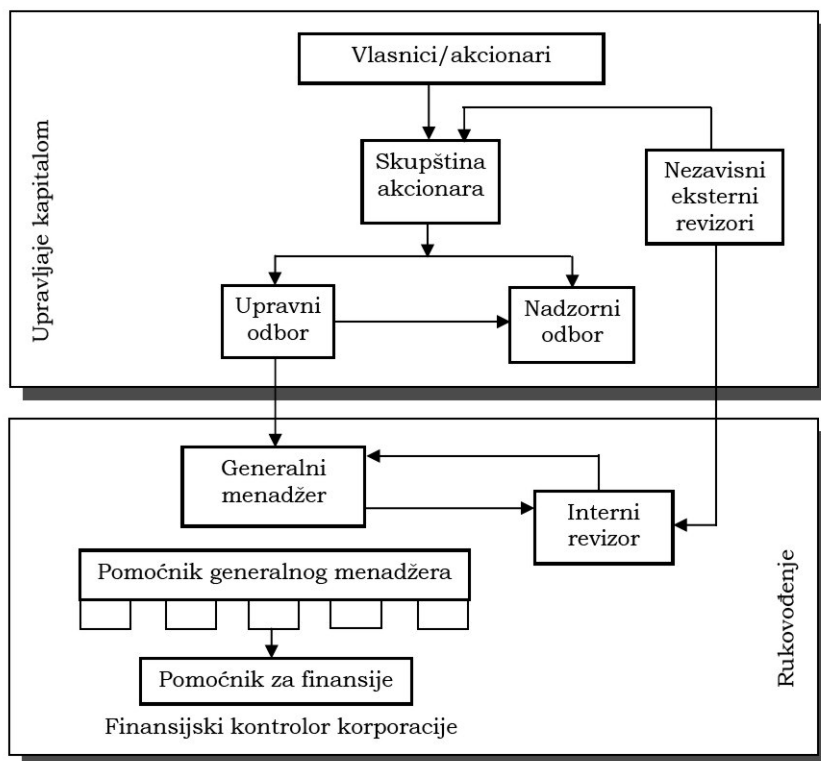 Vlasnici/akcionari
Upravljaje kapitalom
Skupština
akcionara
Nezavisni
eksterni
revizori
Upravni
odbor
Nadzorni
odbor
Generalni
menadžer
Interni
revizor
Pomoćnik generalnog menadžera
Pomoćnik za finansije
Finansijski kontrolor korporacije
Rukovođenje